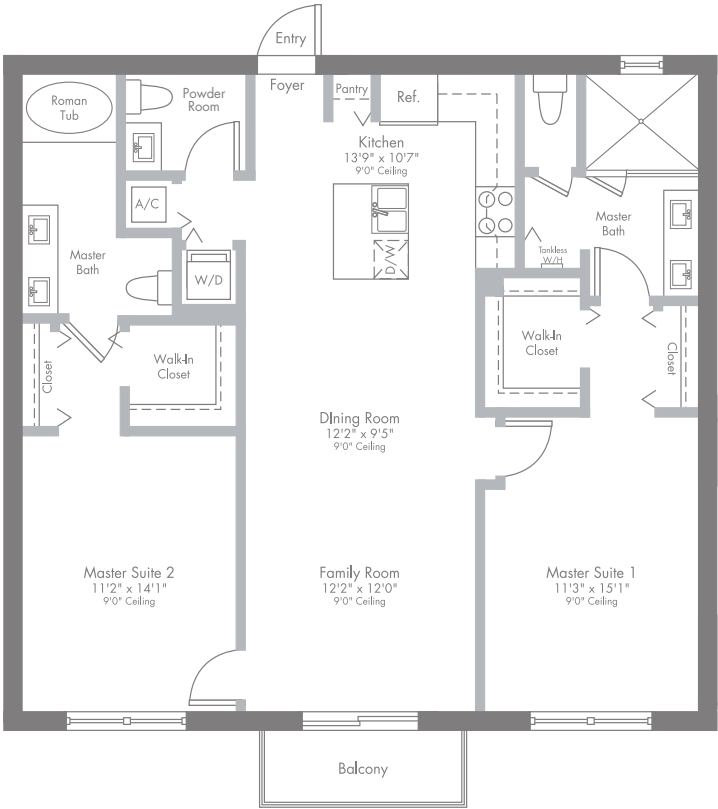 Entry
Foyer
Roman
Tub
Powder
Room
Pantry
Ref.
Kitchen
13'9" x 10'7"
9'0" Ceiling
A/C
W/D
D/W
Master
Bath
Tankless
W/H
Master
Bath
Closet
Walk-In
Closet
Walk-In
Closet
Closet
DIning Room
12'2" x 9'5"
9'0" Ceiling
Master Suite 2
11'2" x 14'1"
9'0" Ceiling
Family Room
12'2" x 12'0"
9'0" Ceiling
Master Suite 1
11'3" x 15'1"
9'0" Ceiling
Balcony